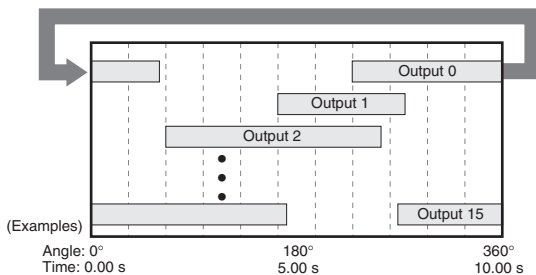 Output 0
Output 1
Output 2
(Examples)
Output 15
Angle: 0° 180° 360°
Time: 0.00 s 5.00 s 10.00 s